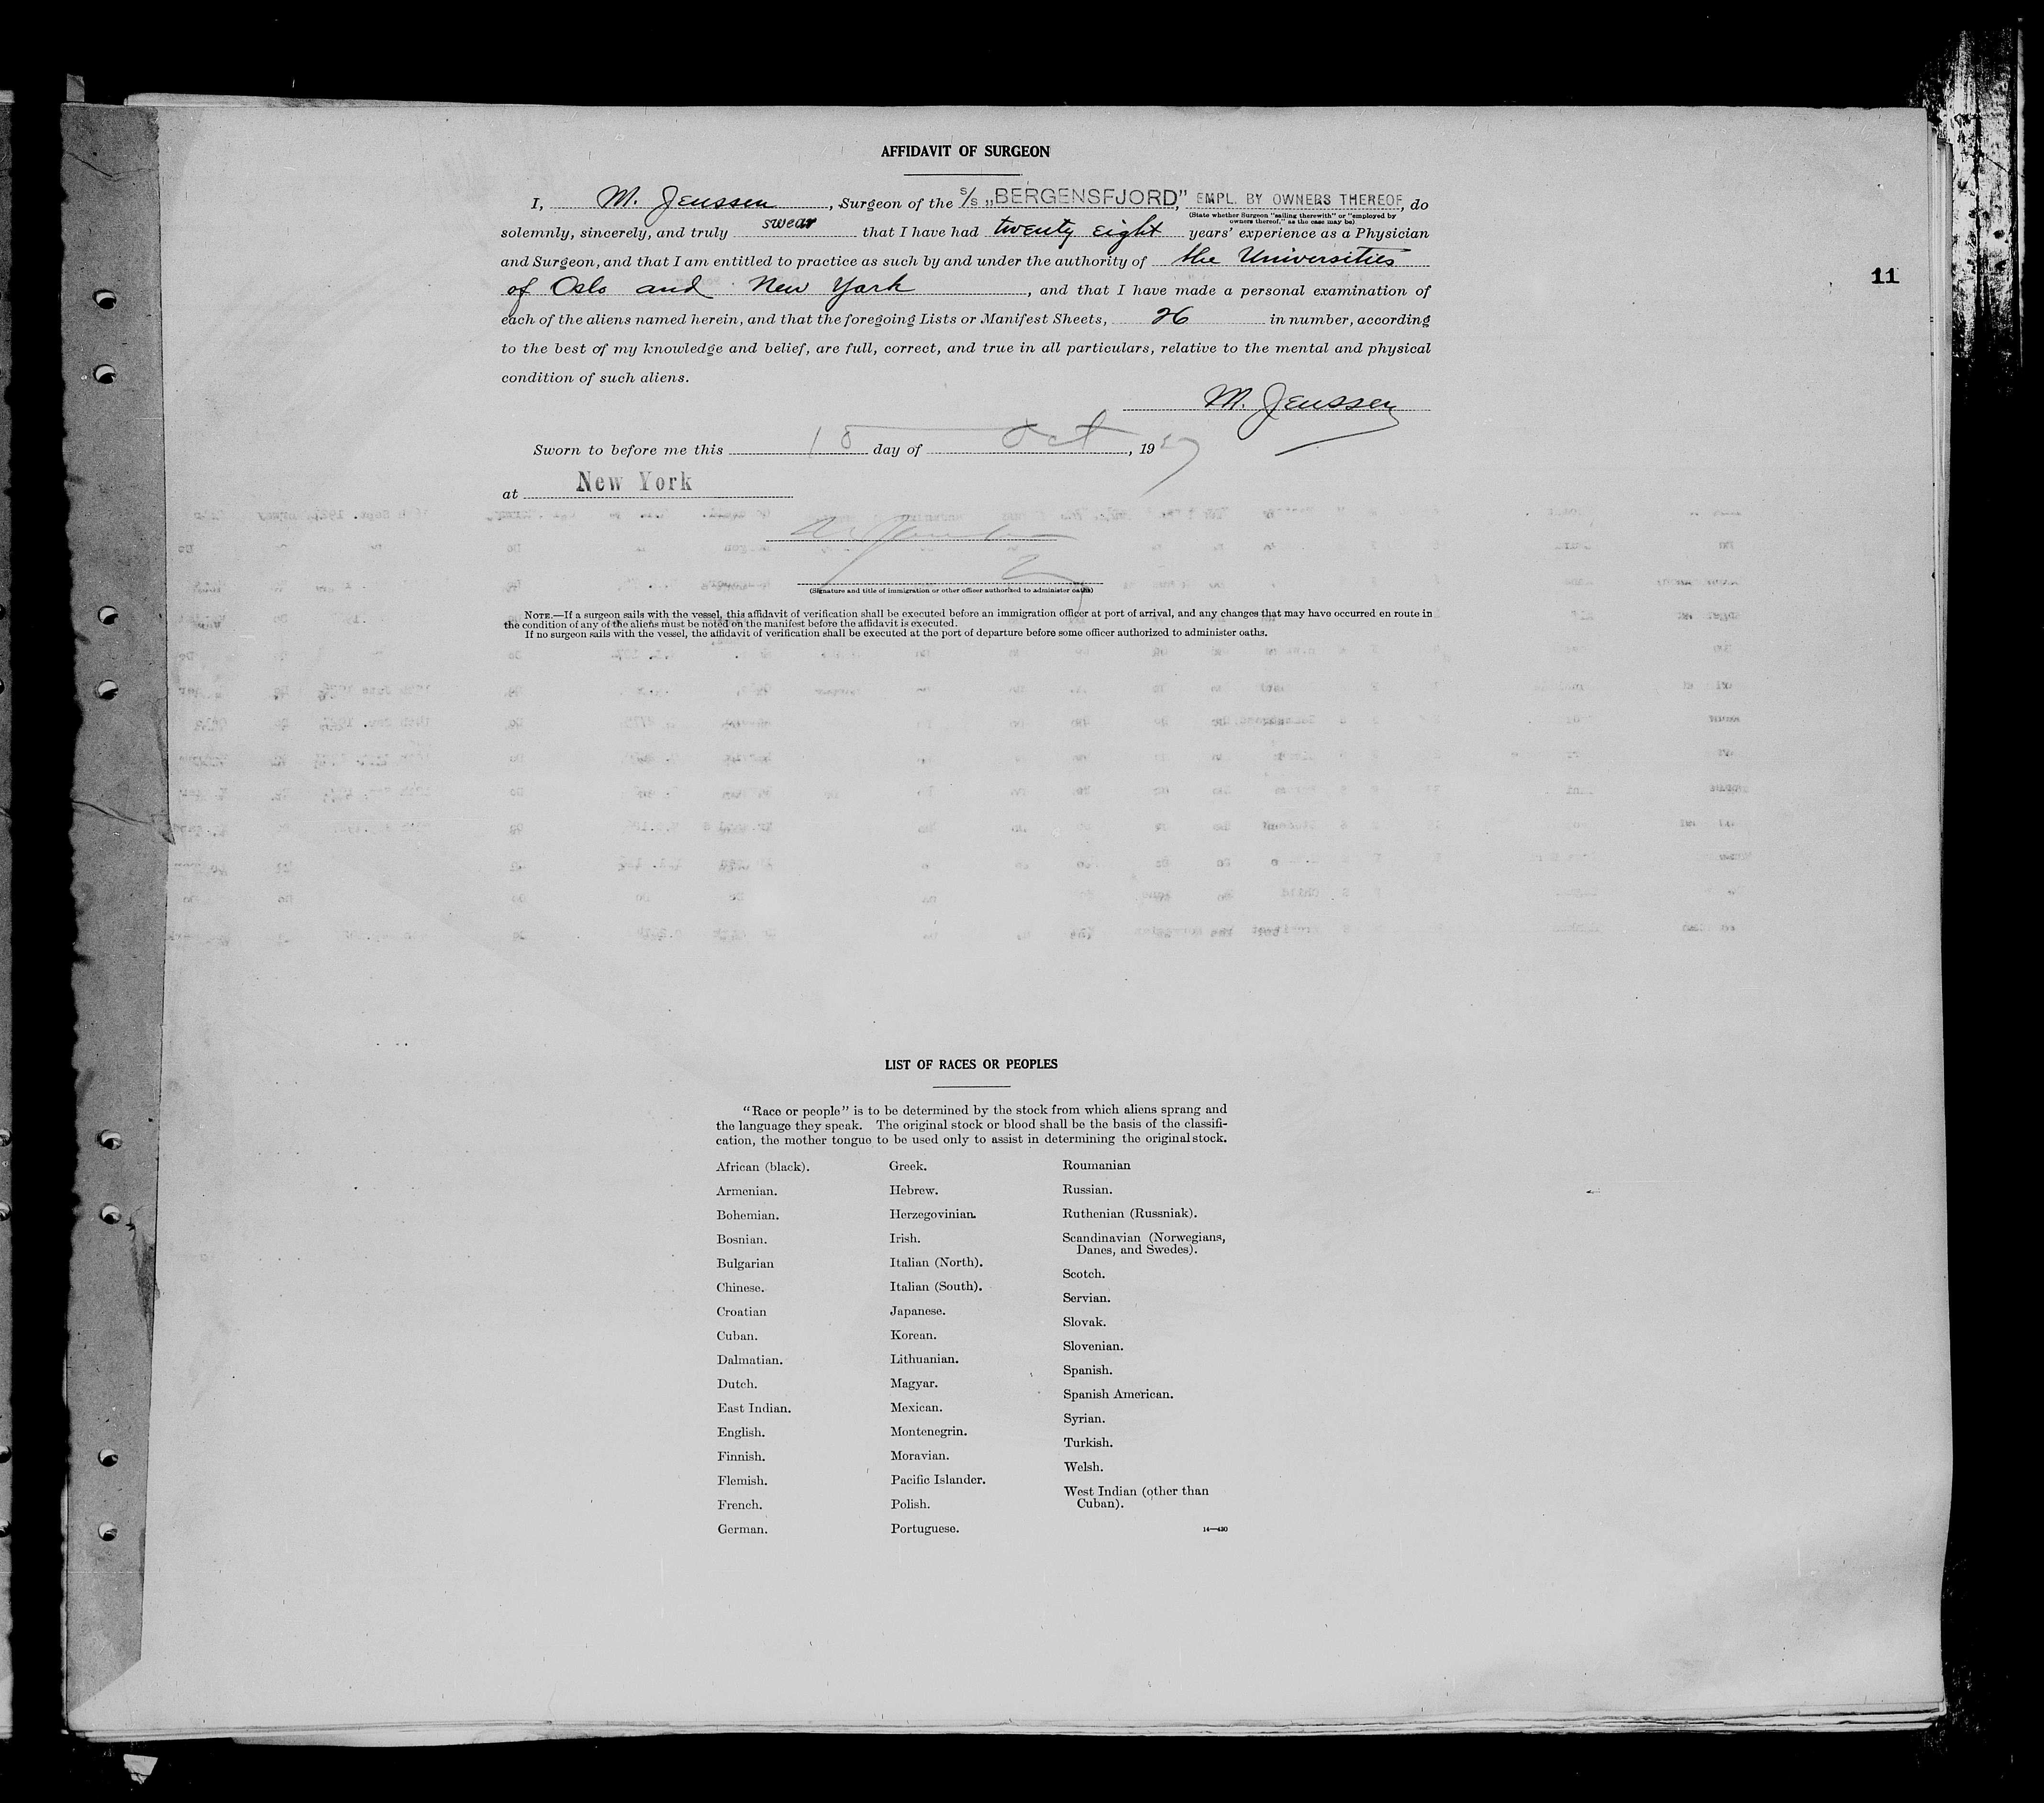 AFFIDAVIT OF SURGEON
I, M. Jenssen, Surgeon of the S/S „BERGENSFJORD," EMPL. BY OWNERS THEREOF, do
(State whether Surgeon "sailing therewith" or "employed by
owners thereof," as the case may be)
solemnly, sincerely, and truly swear that I have had twenty eight years' experience as a Physician
and Surgeon, and that I am entitled to practice as such by and under the authority of the Universities
of Oslo and New York, and that I have made a personal examination of
each of the aliens named herein, and that the foregoing Lists or Manifest Sheets, 26 in number, according
to the best of my knowledge and belief, are full, correct, and true in all particulars, relative to the mental and physical
condition of such aliens.
11
M. Jenssen
Sworn to before me this 18 day of Oct, 1927
at New York
(Signature and title of immigration or other officer authorized to administer oaths)
NOTE.—If a surgeon sails with the vessel, this affidavit of verification shall be executed before an immigration officer at port of arrival, and any changes that may have occurred en route in
the condition of any of the aliens must be noted on the manifest before the affidavit is executed.
If no surgeon sails with the vessel, the affidavit of verification shall be executed at the port of departure before some officer authorized to administer oaths.
LIST OF RACES OR PEOPLES
"Race or people" is to be determined by the stock from which aliens sprang and
the language they speak. The original stock or blood shall be the basis of the classifi-
cation, the mother tongue to be used only to assist in determining the original stock.
African (black).
Armenian.
Bohemian.
Bosnian.
Bulgarian
Chinese.
Croatian
Cuban.
Dalmatian.
Dutch.
East Indian.
English.
Finnish.
Flemish.
French.
German.
Greek.
Hebrew.
Herzegovinian.
Irish.
Italian (North).
Italian (South).
Japanese.
Korean.
Lithuanian.
Magyar.
Mexican.
Montenegrin.
Moravian.
Pacific Islander.
Polish.
Portuguese.
Roumanian
Russian.
Ruthenian (Russniak).
Scandinavian (Norwegians,
Danes, and Swedes).
Scotch.
Servian.
Slovak.
Slovenian.
Spanish.
Spanish American.
Syrian.
Turkish.
Welsh.
West Indian (other than
Cuban).
14—430